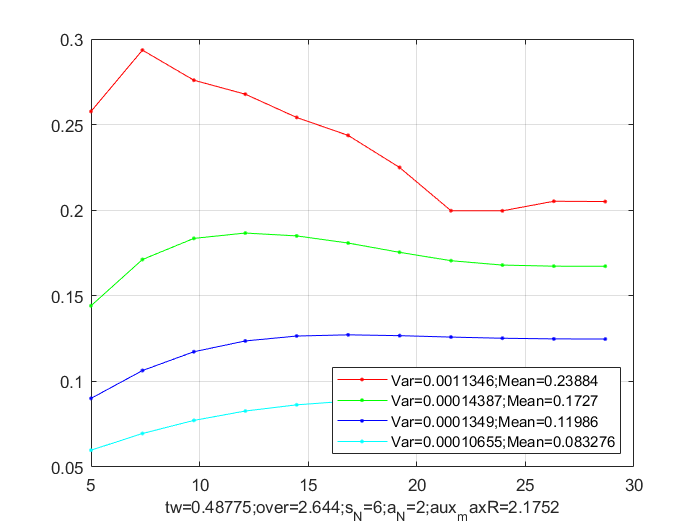 0.3
0.25
0.2
0.15
0.1
0.05
5 10 15 20 25 30
Var=0.0011346;Mean=0.23884
Var=0.00014387;Mean=0.1727
Var=0.0001349;Mean=0.11986
Var=0.00010655;Mean=0.083276
tw=0.48775;over=2.644;s_N=6;a_N=2;aux_maxR=2.1752